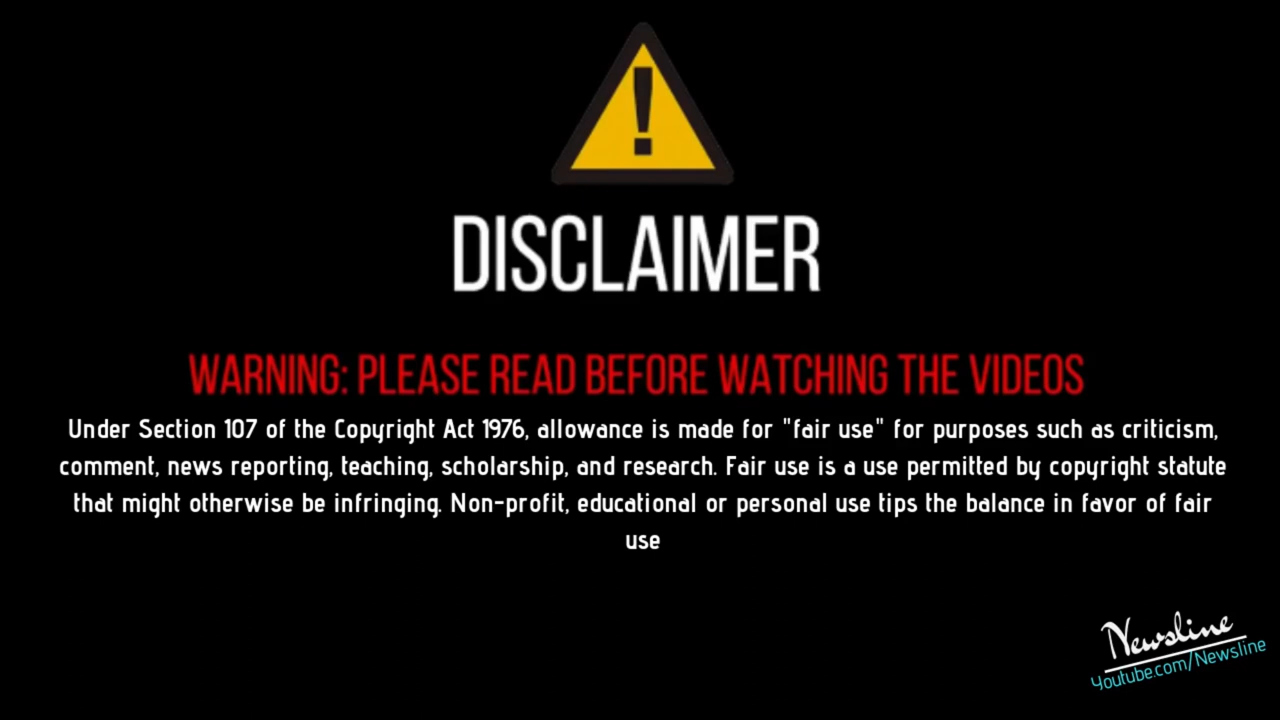 DISCLAIMER
WARNING: PLEASE READ BEFORE WATCHING THE VIDEOS
Under Section 107 of the Copyright Act 1976, allowance is made for "fair use" for purposes such as criticism,
comment, news reporting, teaching, scholarship, and research. Fair use is a use permitted by copyright statute
that might otherwise be infringing. Non-profit, educational or personal use tips the balance in favor of fair
use
Newsline
Youtube.com/Newsline